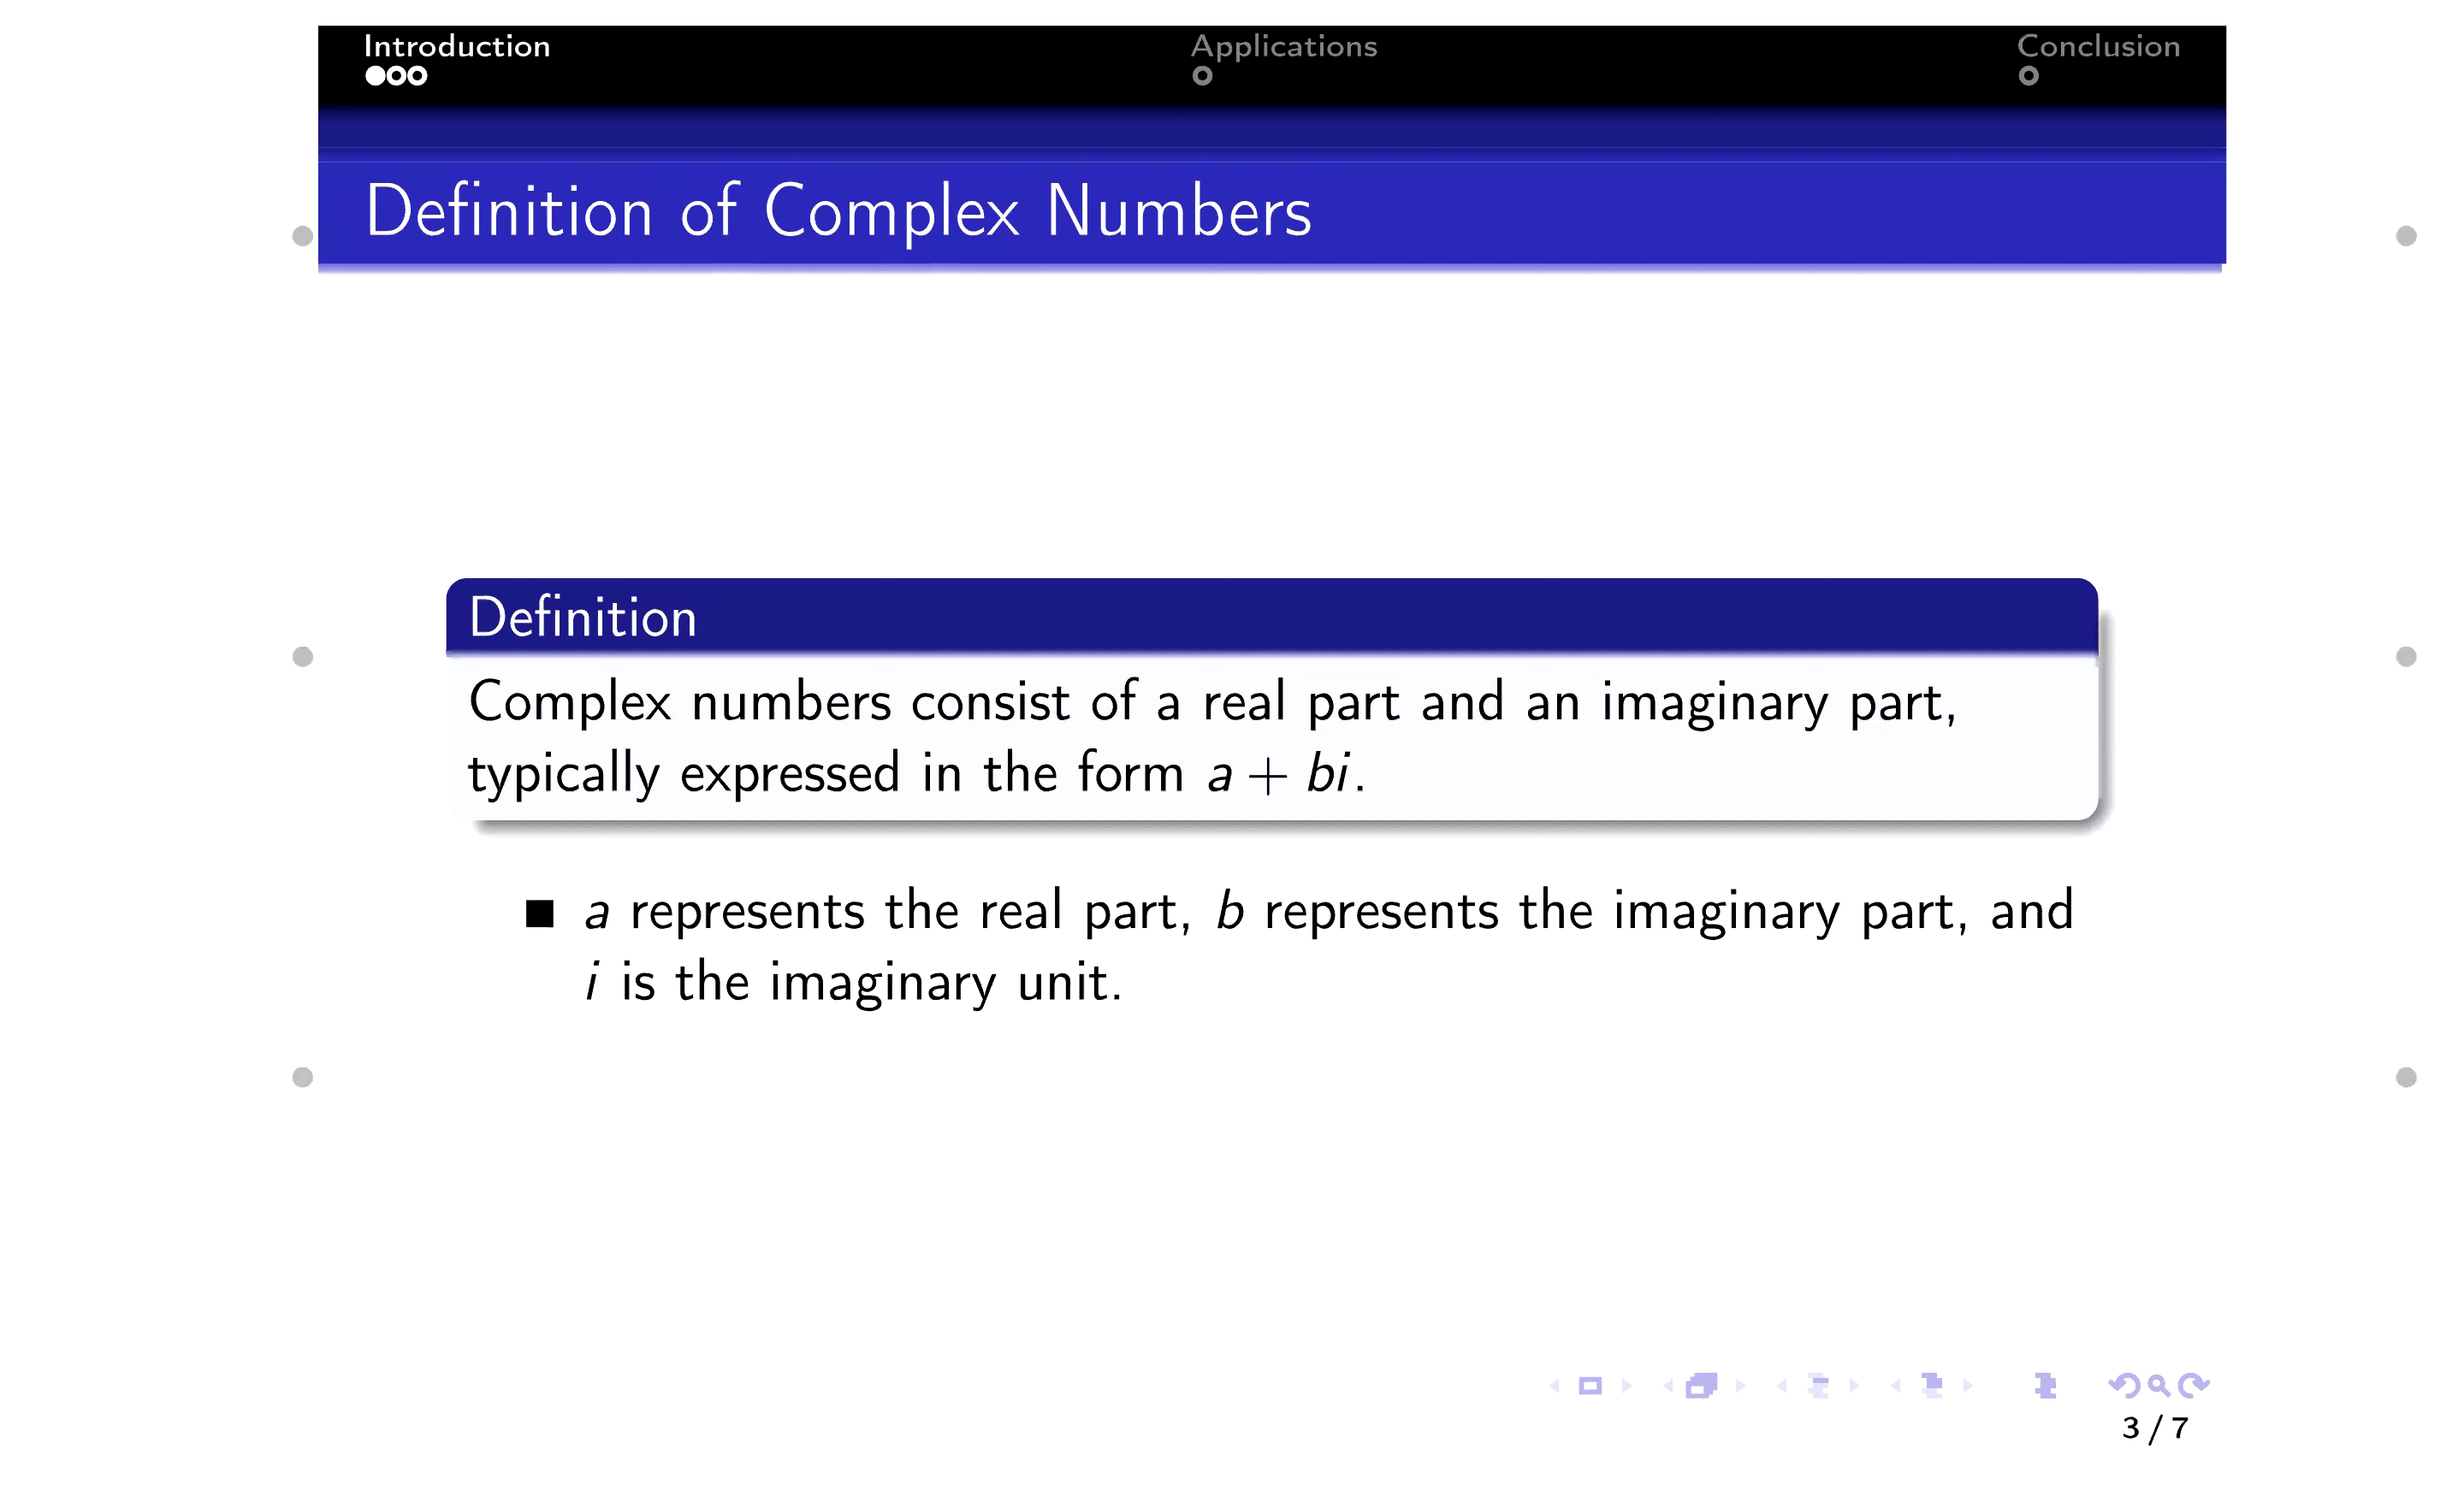 Introduction Applications Conclusion
Definition of Complex Numbers
Definition
Complex numbers consist of a real part and an imaginary part,
typically expressed in the form a + bi.
a represents the real part, b represents the imaginary part, and
i is the imaginary unit.
3 / 7